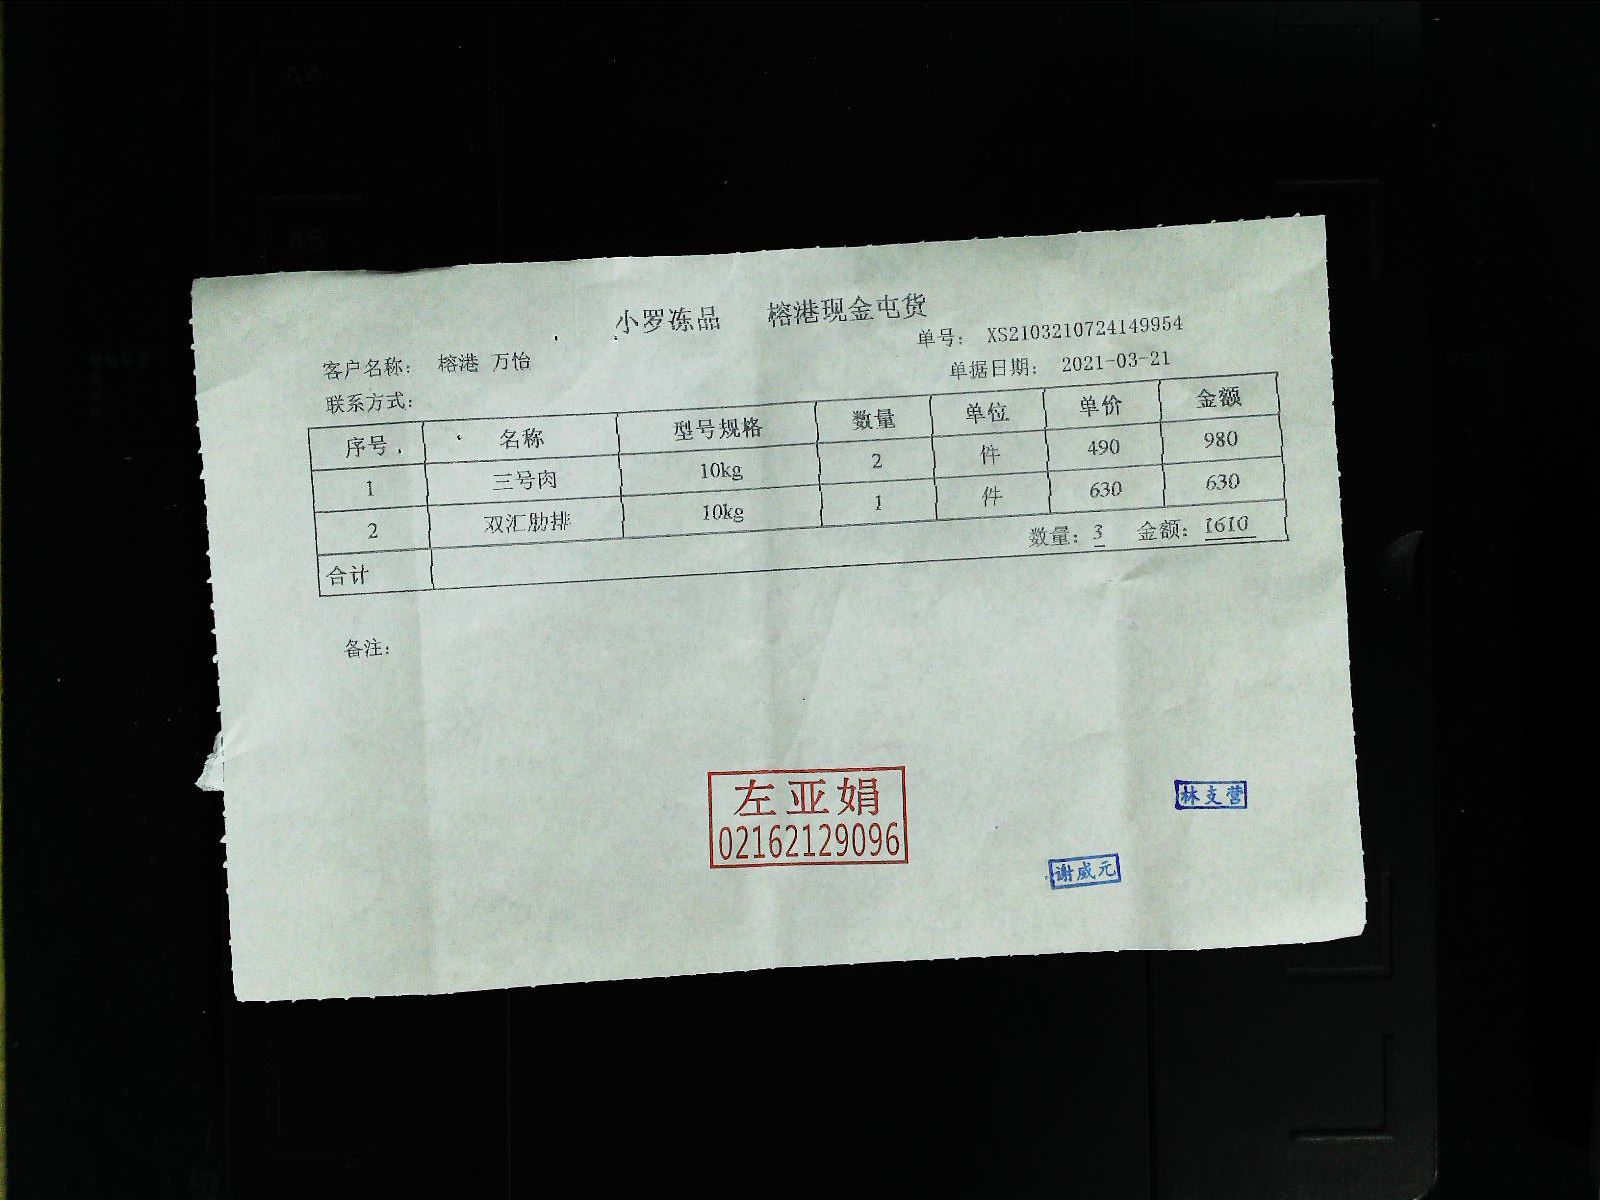 小罗冻品 榕港现金屯货
单号: XS2103210724149954
客户名称: 榕港 万怡
单据日期: 2021-03-21
联系方式:
序号 名称 型号规格 数量 单位 单价 金额
1 三号肉 10kg 2 件 490 980
2 双汇肋排 10kg 1 件 630 630
合计 数量: 3 金额: 1610
备注:
左亚娟
02162129096
林支营
谢威元
A5